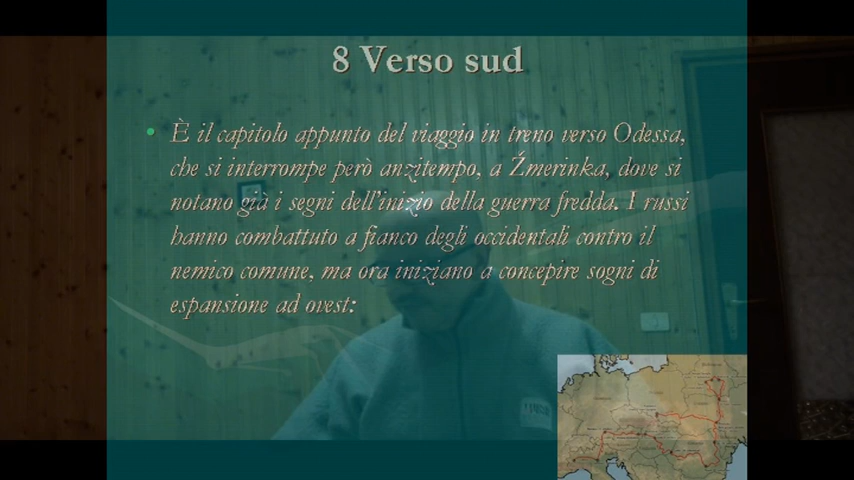 8 Verso sud
• È il capitolo appunto del viaggio in treno verso Odessa,
che si interrompe però anzitempo, a Žmerinka, dove si
notano già i segni dell'inizio della guerra fredda. I russi
hanno combattuto a fianco degli occidentali contro il
nemico comune, ma ora iniziano a concepire sogni di
espansione ad ovest: